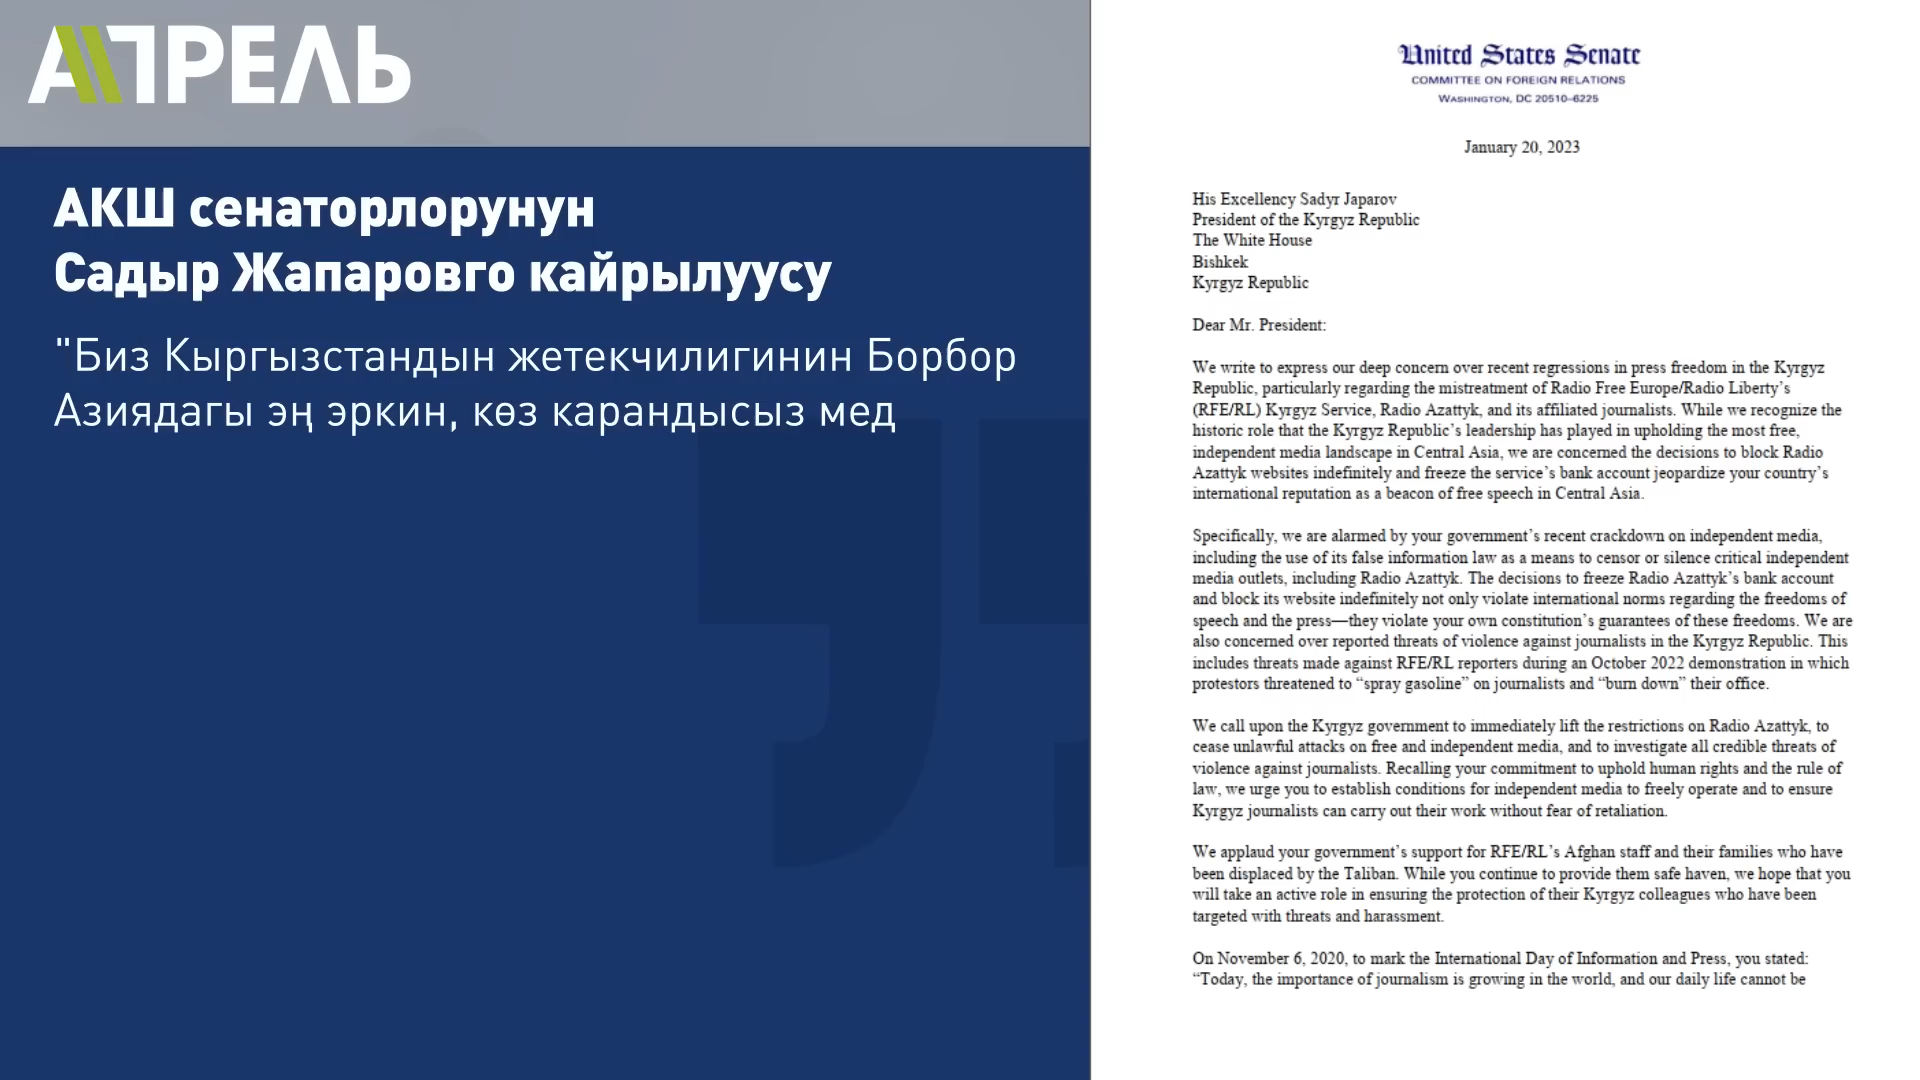 АПРЕЛЬ
АКШ сенаторлорунун
Садыр Жапаровго кайрылуусу
"Биз Кыргызстандын жетекчилигинин Борбор
Азиядагы эң эркин, көз карандысыз мед
United States Senate
COMMITTEE ON FOREIGN RELATIONS
WASHINGTON, DC 20510–6225
January 20, 2023
His Excellency Sadyr Japarov
President of the Kyrgyz Republic
The White House
Bishkek
Kyrgyz Republic
Dear Mr. President:
We write to express our deep concern over recent regressions in press freedom in the Kyrgyz
Republic, particularly regarding the mistreatment of Radio Free Europe/Radio Liberty’s
(RFE/RL) Kyrgyz Service, Radio Azattyk, and its affiliated journalists. While we recognize the
historic role that the Kyrgyz Republic’s leadership has played in upholding the most free,
independent media landscape in Central Asia, we are concerned the decisions to block Radio
Azattyk websites indefinitely and freeze the service’s bank account jeopardize your country’s
international reputation as a beacon of free speech in Central Asia.
Specifically, we are alarmed by your government’s recent crackdown on independent media,
including the use of its false information law as a means to censor or silence critical independent
media outlets, including Radio Azattyk. The decisions to freeze Radio Azattyk’s bank account
and block its website indefinitely not only violate international norms regarding the freedoms of
speech and the press—they violate your own constitution’s guarantees of these freedoms. We are
also concerned over reported threats of violence against journalists in the Kyrgyz Republic. This
includes threats made against RFE/RL reporters during an October 2022 demonstration in which
protestors threatened to “spray gasoline” on journalists and “burn down” their office.
We call upon the Kyrgyz government to immediately lift the restrictions on Radio Azattyk, to
cease unlawful attacks on free and independent media, and to investigate all credible threats of
violence against journalists. Recalling your commitment to uphold human rights and the rule of
law, we urge you to establish conditions for independent media to freely operate and to ensure
Kyrgyz journalists can carry out their work without fear of retaliation.
We applaud your government’s support for RFE/RL’s Afghan staff and their families who have
been displaced by the Taliban. While you continue to provide them safe haven, we hope that you
will take an active role in ensuring the protection of their Kyrgyz colleagues who have been
targeted with threats and harassment.
On November 6, 2020, to mark the International Day of Information and Press, you stated:
“Today, the importance of journalism is growing in the world, and our daily life cannot be